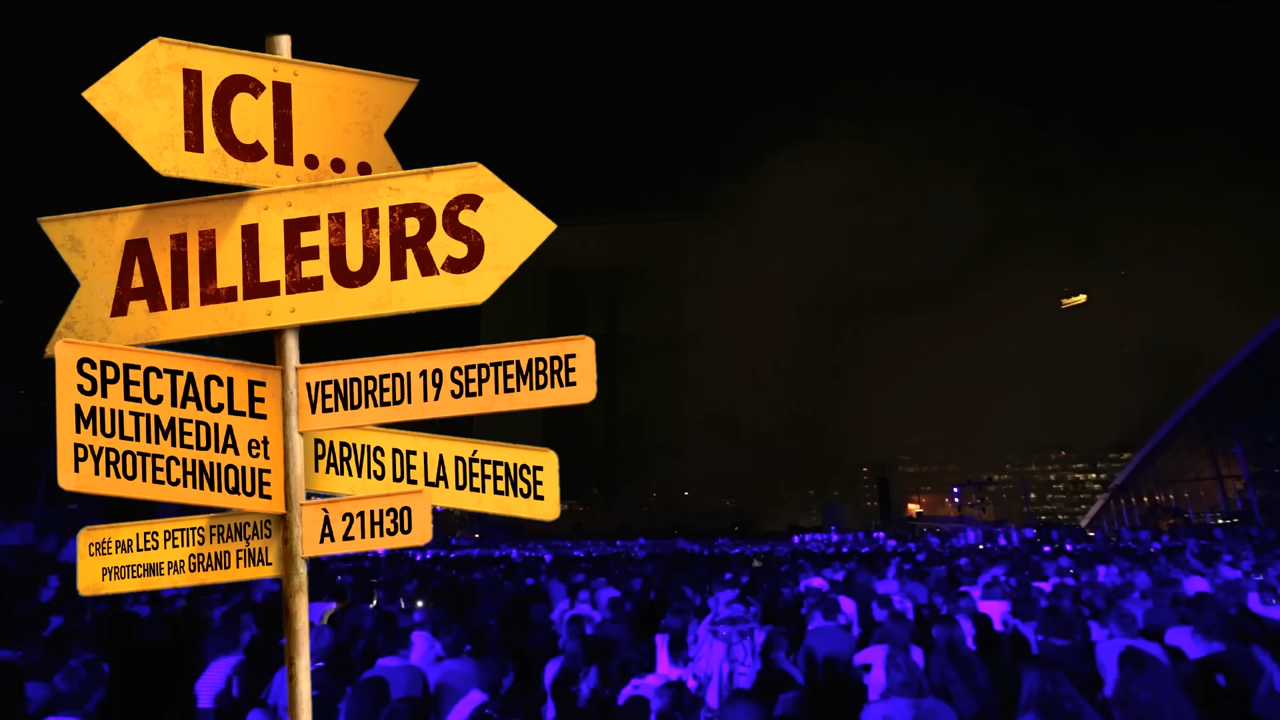 ICI...
AILLEURS
SPECTACLE
MULTIMEDIA et
PYROTECHNIQUE
VENDREDI 19 SEPTEMBRE
PARVIS DE LA DÉFENSE
À 21H30
CRÉÉ PAR LES PETITS FRANÇAIS
PYROTECHNIE PAR GRAND FINAL